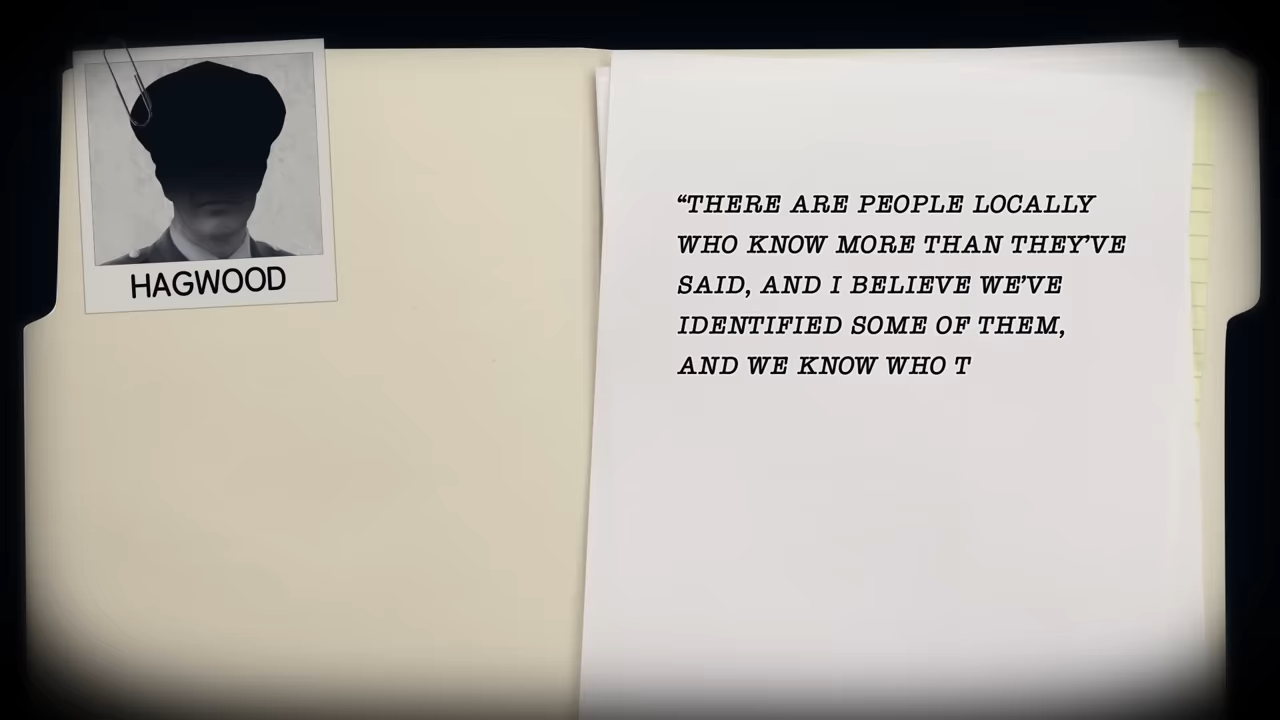 HAGWOOD
“THERE ARE PEOPLE LOCALLY
WHO KNOW MORE THAN THEY’VE
SAID, AND I BELIEVE WE’VE
IDENTIFIED SOME OF THEM,
AND WE KNOW WHO T